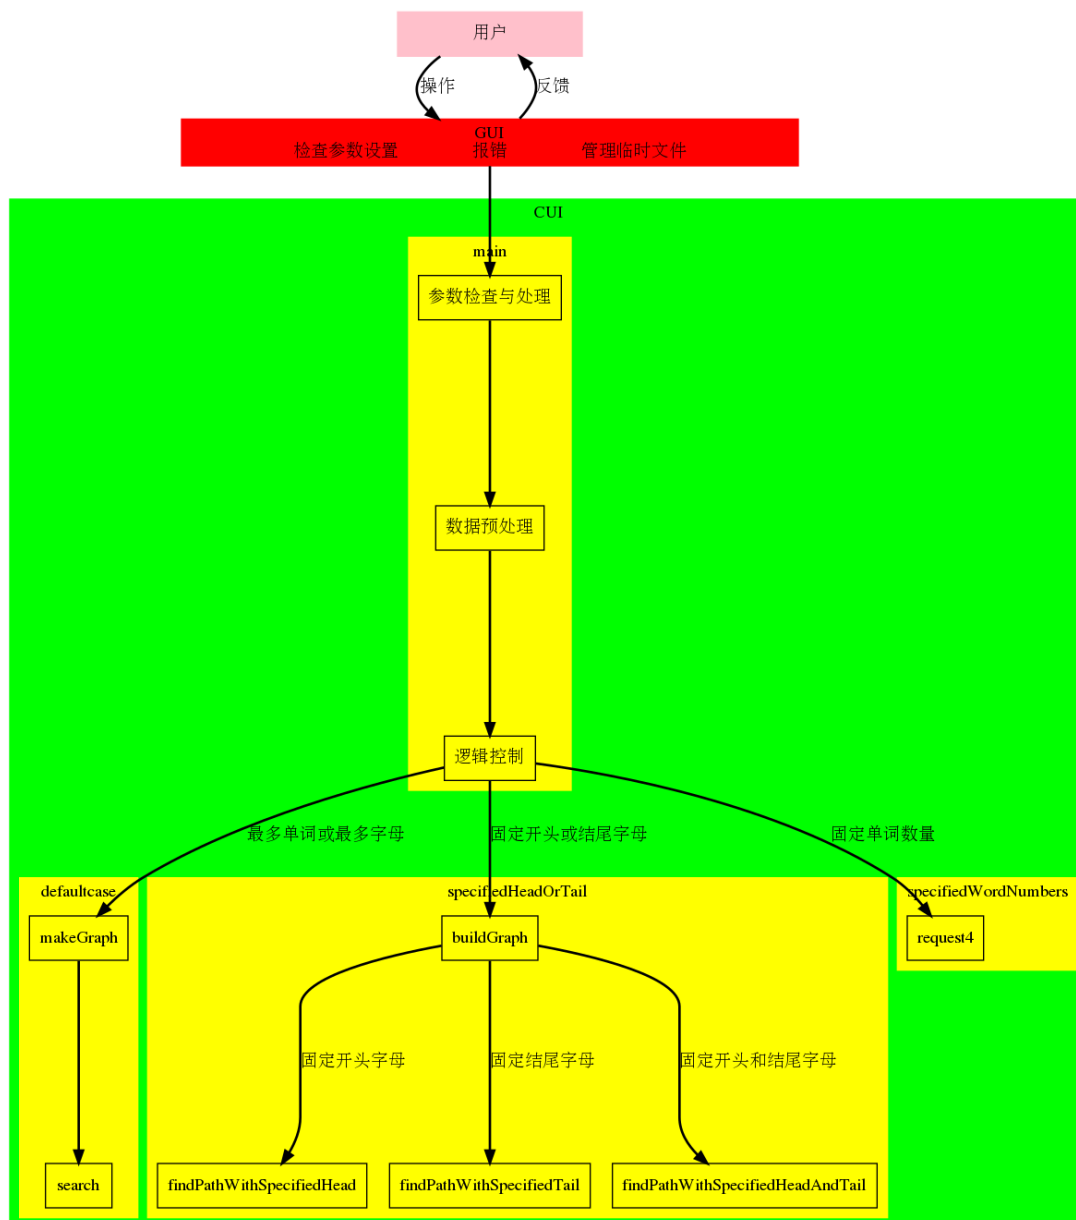 用户
操作
反馈
GUI
检查参数设置 报错 管理临时文件
CUI
main
参数检查与处理
数据预处理
逻辑控制
最多单词或最多字母
固定开头或结尾字母
固定单词数量
defaultcase
specifiedHeadOrTail
specifiedWordNumbers
makeGraph
buildGraph
request4
固定开头字母
固定结尾字母
固定开头和结尾字母
search
findPathWithSpecifiedHead
findPathWithSpecifiedTail
findPathWithSpecifiedHeadAndTail